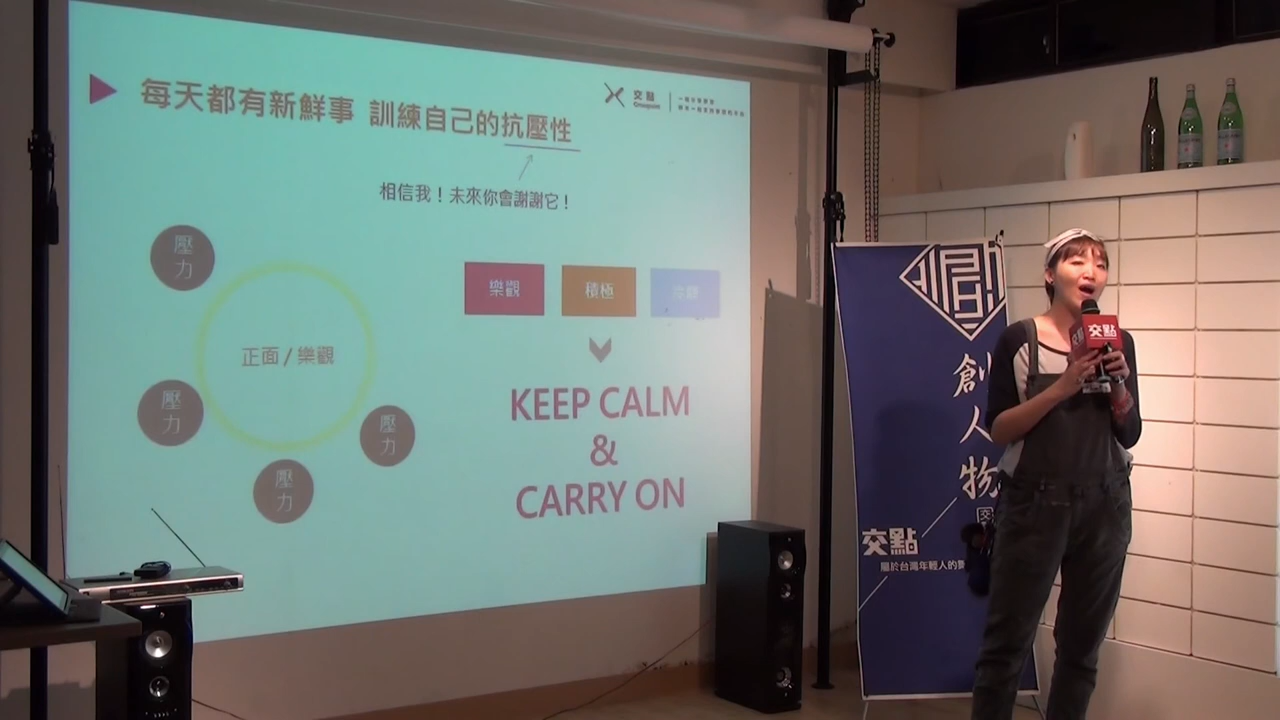 每天都有新鮮事 訓練自己的抗壓性
交點
Crosspoint
相信我！未來你會謝謝它！
壓力
壓力
壓力
壓力
正面 / 樂觀
樂觀
積極
KEEP CALM
&
CARRY ON
創
創人物
交點
屬於台灣年輕人的
交點